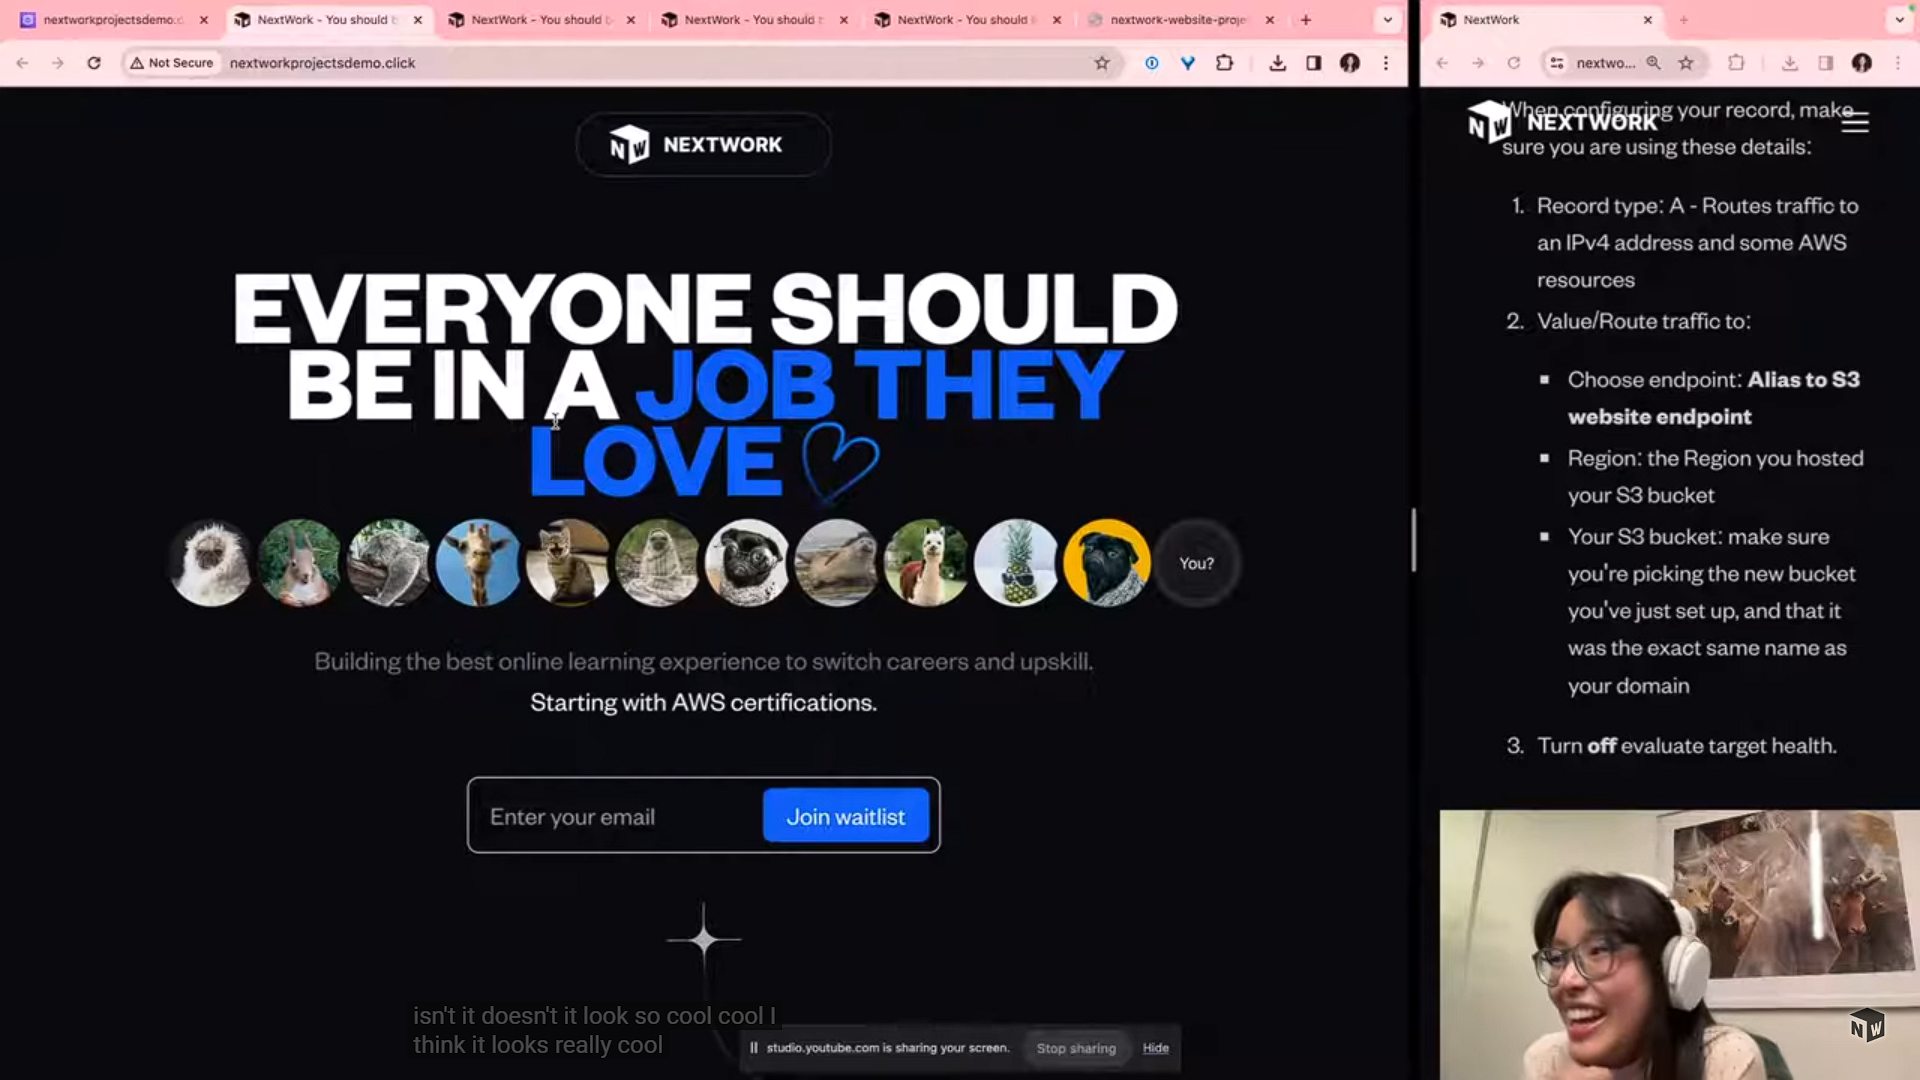 nextworkprojectsdemo.c
NextWork - You should b
NextWork - You should b
NextWork - You should b
NextWork - You should b
nextwork-website-proje
NextWork
Not Secure
nextworkprojectsdemo.click
nextwo...
NEXTWORK
EVERYONE SHOULD
BE IN A JOB THEY
LOVE
You?
Building the best online learning experience to switch careers and upskill.
Starting with AWS certifications.
Enter your email
Join waitlist
isn't it doesn't it look so cool cool I
think it looks really cool
studio.youtube.com is sharing your screen.
Stop sharing
Hide
When configuring your record, make
NW NEXTWORK
sure you are using these details:
1. Record type: A - Routes traffic to
an IPv4 address and some AWS
resources
2. Value/Route traffic to:
Choose endpoint: Alias to S3
website endpoint
Region: the Region you hosted
your S3 bucket
Your S3 bucket: make sure
you're picking the new bucket
you've just set up, and that it
was the exact same name as
your domain
3. Turn off evaluate target health.
NW